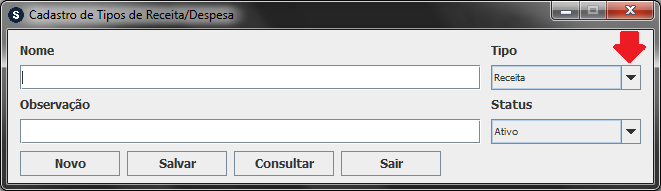 S Cadastro de Tipos de Receita/Despesa
Nome Tipo
Receita
Observação Status
Ativo
Novo Salvar Consultar Sair